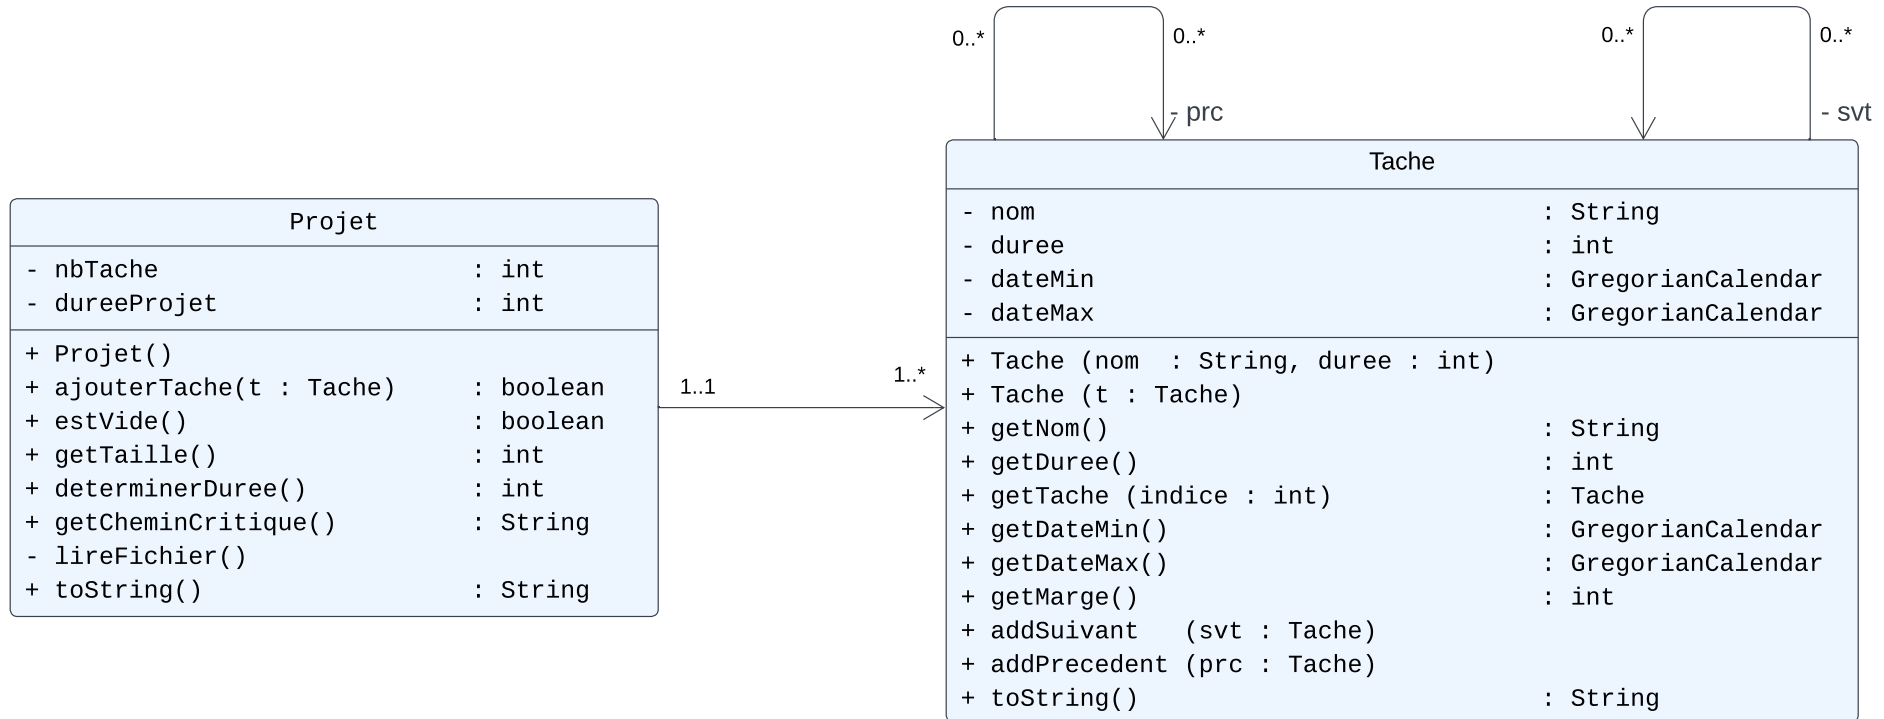 0..*
0..*
- prc
0..*
0..*
- svt
Projet
- nbTache : int
- dureeProjet : int
+ Projet()
+ ajouterTache(t : Tache) : boolean
+ estVide() : boolean
+ getTaille() : int
+ determinerDuree() : int
+ getCheminCritique() : String
- lireFichier()
+ toString() : String
1..1
1..*
Tache
- nom : String
- duree : int
- dateMin : GregorianCalendar
- dateMax : GregorianCalendar
+ Tache (nom : String, duree : int)
+ Tache (t : Tache)
+ getNom() : String
+ getDuree() : int
+ getTache (indice : int) : Tache
+ getDateMin() : GregorianCalendar
+ getDateMax() : GregorianCalendar
+ getMarge() : int
+ addSuivant (svt : Tache)
+ addPrecedent (prc : Tache)
+ toString() : String